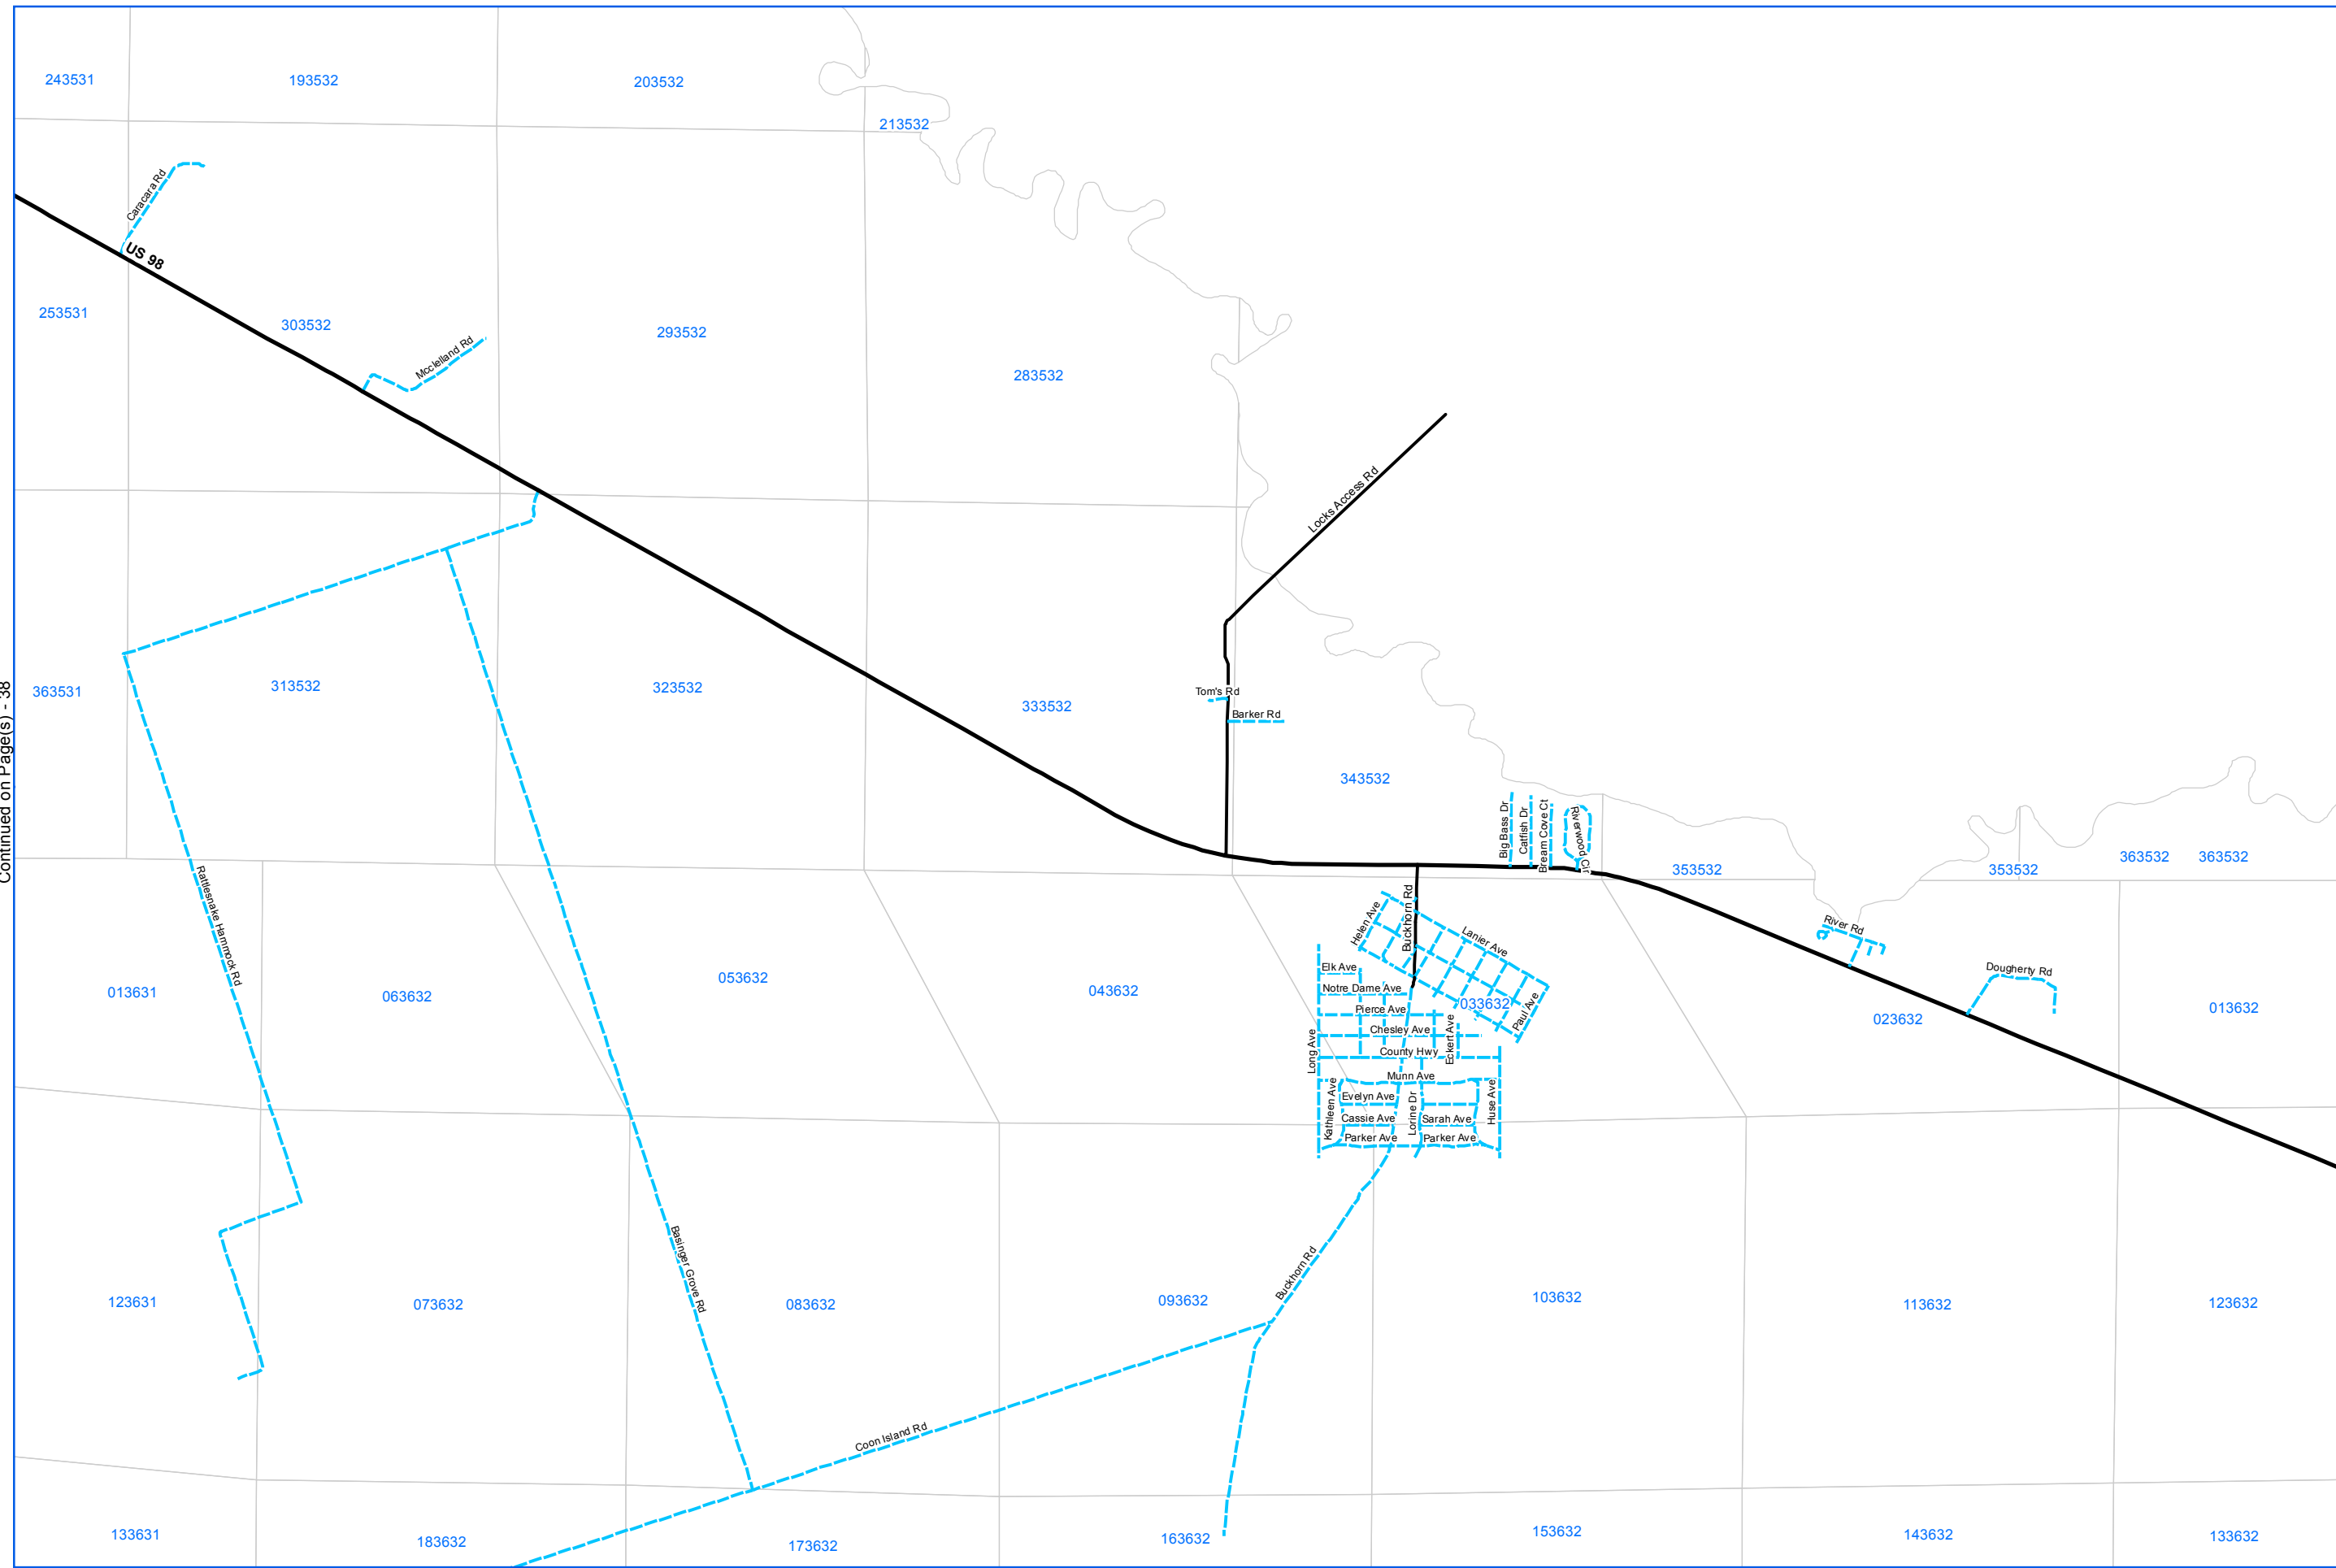 243531
193532
203532
213532
Caracara Rd
US 98
253531
303532
293532
Mcclelland Rd
283532
Locks Access Rd
Continued on Page(s) - 38
363531
313532
323532
333532
Tom's Rd
Barker Rd
343532
Big Bass Dr
Catfish Dr
Bream Cove Ct
Riverwood Cir
353532
353532
363532
363532
Rattlesnake Hammock Rd
Helen Ave
Buckhorn Rd
Lanier Ave
River Rd
Dougherty Rd
Elk Ave
Notre Dame Ave
Pierce Ave
Chesley Ave
Eckert Ave
Paul Ave
County Hwy
Long Ave
013631
063632
053632
043632
033632
023632
013632
Munn Ave
Evelyn Ave
Cassie Ave
Sarah Ave
Parker Ave
Parker Ave
Kathleen Ave
Lorine Dr
Huse Ave
Basinger Grove Rd
Buckhorn Rd
123631
073632
083632
093632
103632
113632
123632
Coon Island Rd
133631
183632
173632
163632
153632
143632
133632